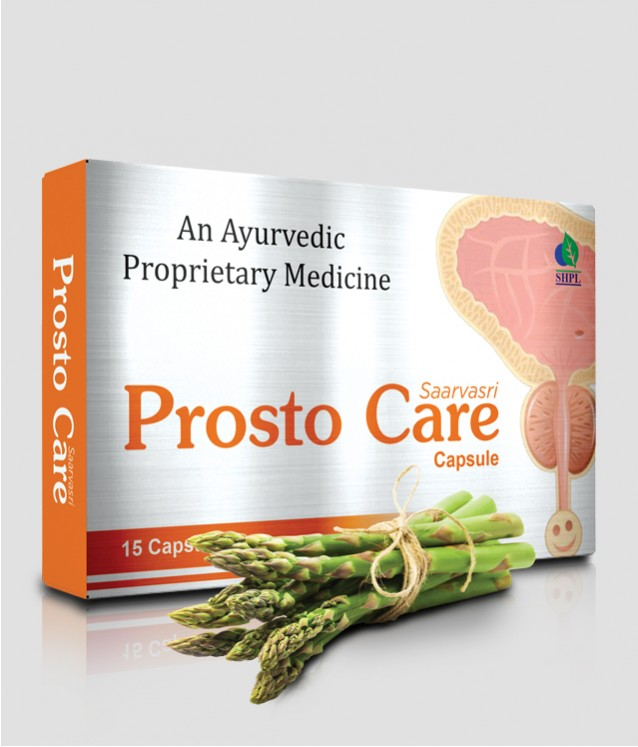 An Ayurvedic
Proprietary Medicine
SHPL
Saarvasri
Prosto Care
Capsule
15 Caps
Prosto Care
Saarvasri